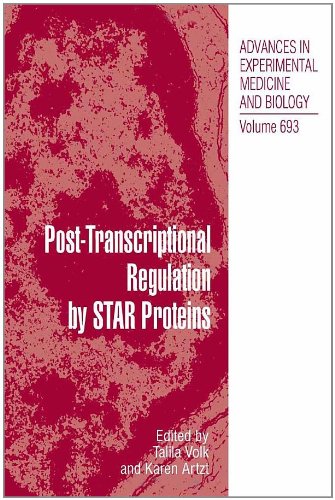 ADVANCES IN
EXPERIMENTAL
MEDICINE
AND BIOLOGY
Volume 693
Post-Transcriptional
Regulation
by STAR Proteins
Edited by
Talila Volk
and Karen Artzt